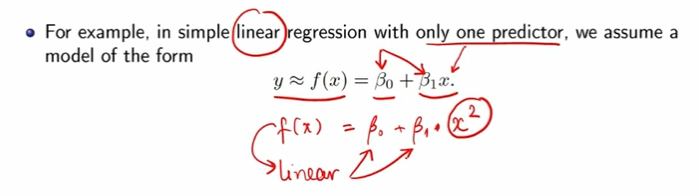 • For example, in simple linear regression with only one predictor, we assume a
model of the form
y ≈ f(x) = β₀ + β₁x.
f(x) = β₀ + β₁ · x²
linear